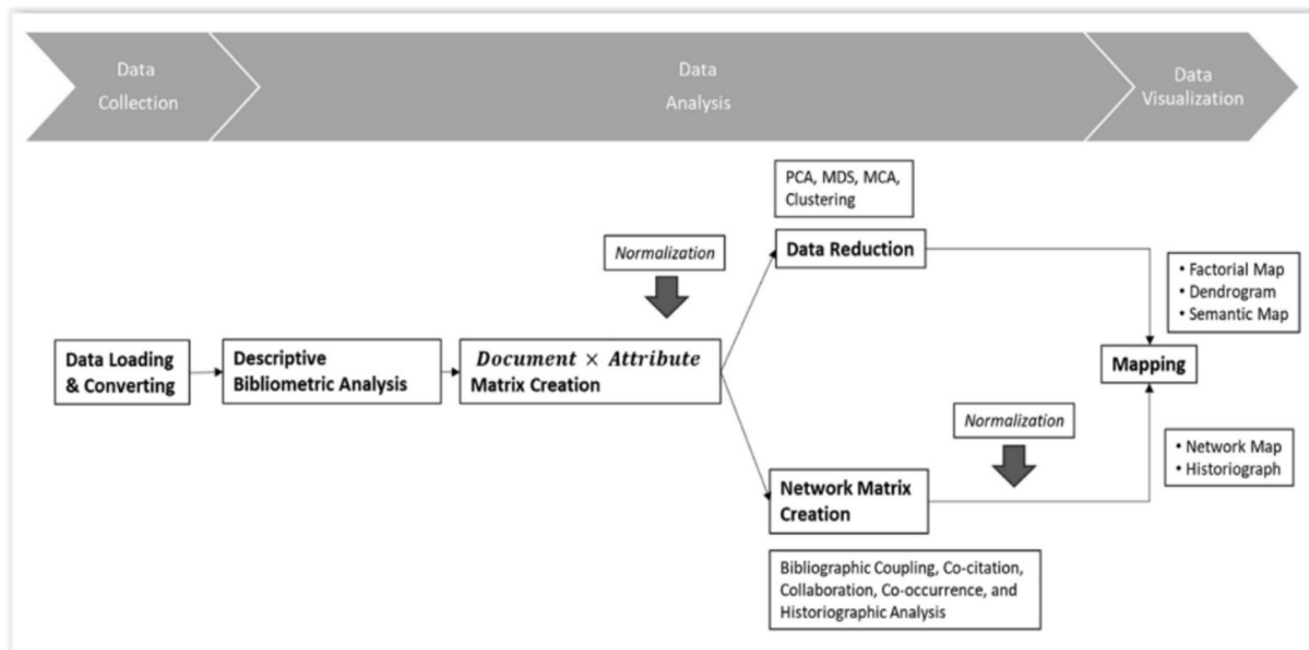 Data
Collection
Data
Analysis
Data
Visualization
PCA, MDS, MCA,
Clustering
Normalization
Data Reduction
• Factorial Map
• Dendrogram
• Semantic Map
Data Loading
& Converting
Descriptive
Bibliometric Analysis
Document × Attribute
Matrix Creation
Mapping
Normalization
• Network Map
• Historiograph
Network Matrix
Creation
Bibliographic Coupling, Co-citation,
Collaboration, Co-occurrence, and
Historiographic Analysis